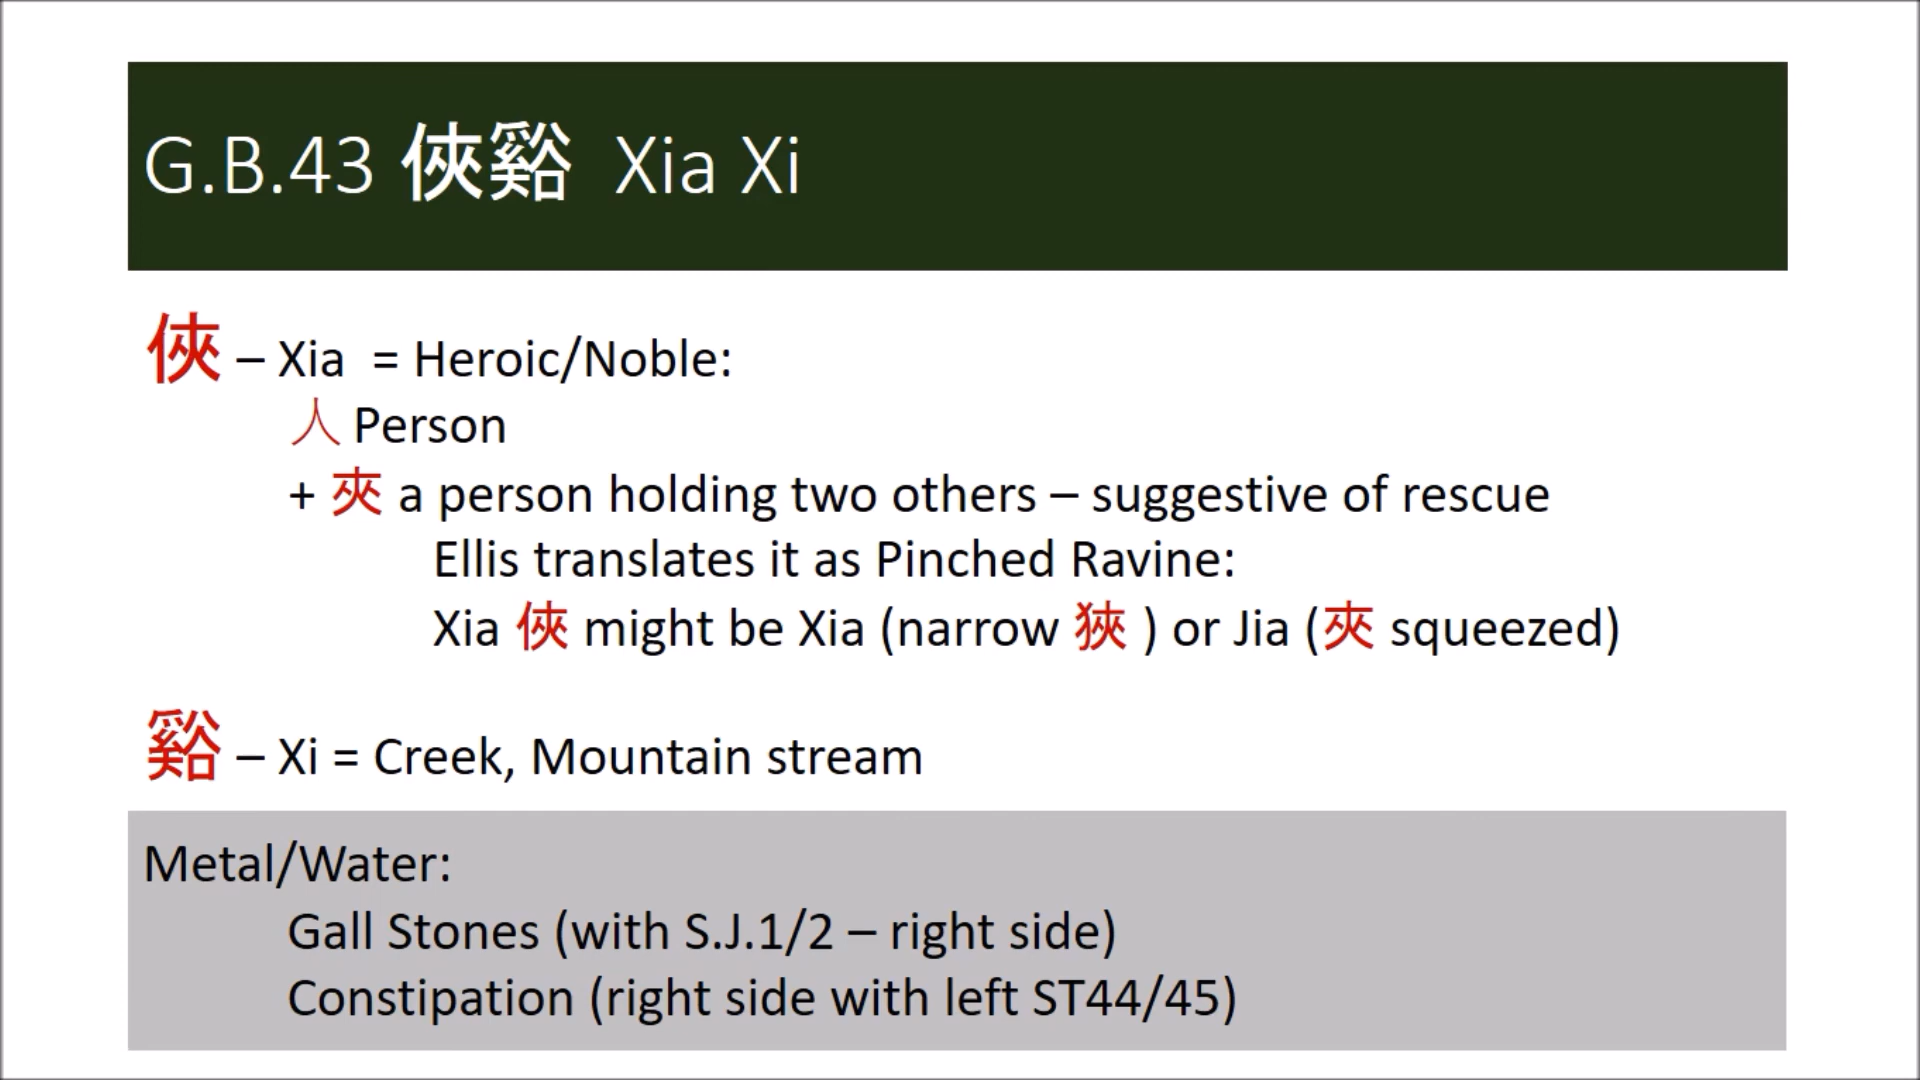 G.B.43 俠谿 Xia Xi
俠 – Xia = Heroic/Noble:
人 Person
+ 夾 a person holding two others – suggestive of rescue
Ellis translates it as Pinched Ravine:
Xia 俠 might be Xia (narrow 狹 ) or Jia (夾 squeezed)
谿 – Xi = Creek, Mountain stream
Metal/Water:
Gall Stones (with S.J.1/2 – right side)
Constipation (right side with left ST44/45)